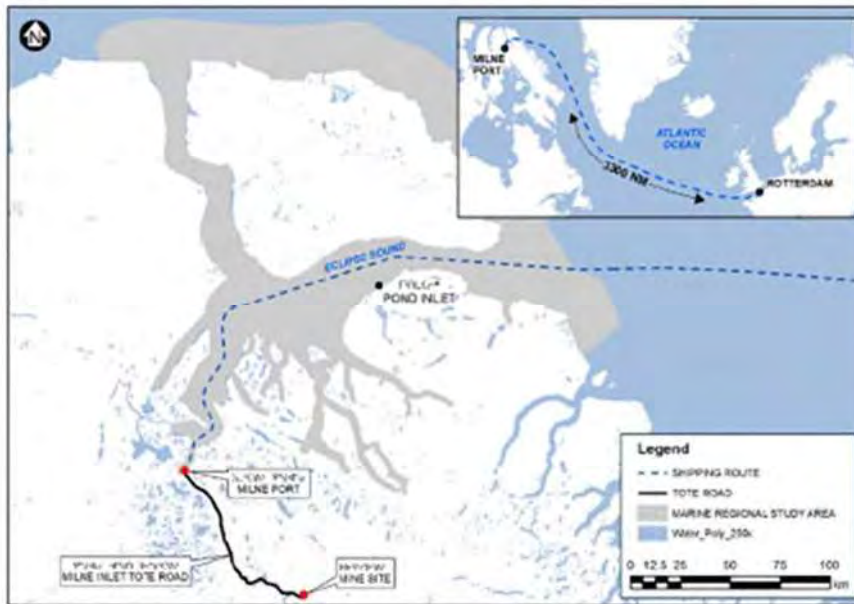 N
MILNE
PORT
ATLANTIC
OCEAN
3300 NM
ROTTERDAM
ECLIPSE SOUND
POND INLET
MILNE PORT
MILNE INLET TOTE ROAD
MINE SITE
Legend
SHIPPING ROUTE
TOTE ROAD
MARINE REGIONAL STUDY AREA
Water_Poly_250k
0 12.5 25 50 75 100
km